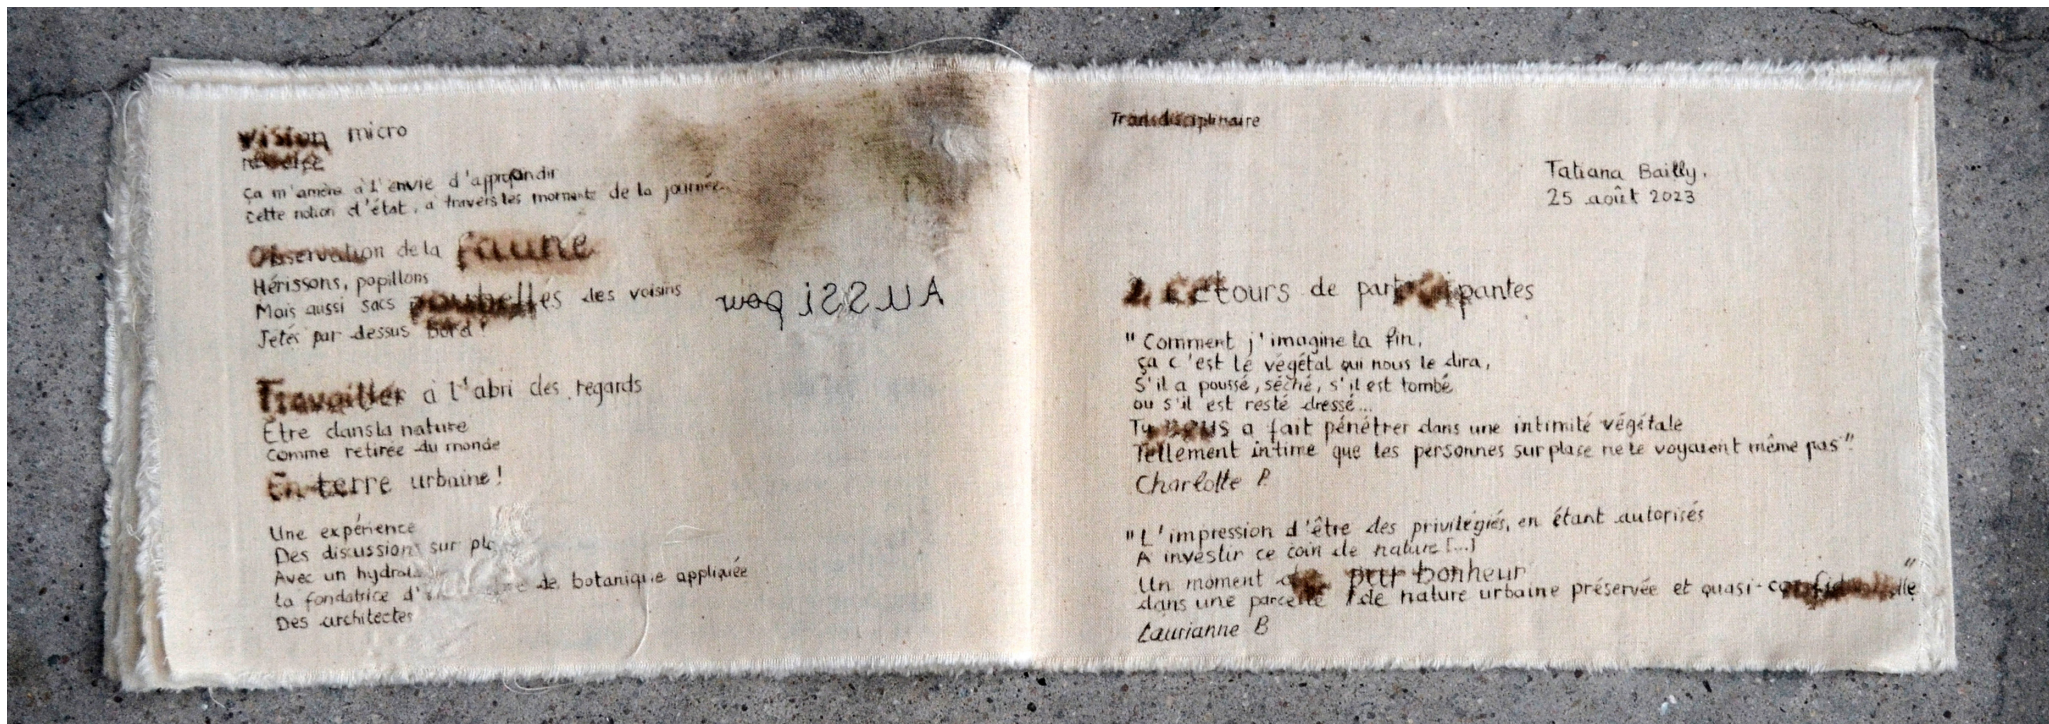 vision micro
Ça m'amène à l'envie d'approfondir
cette notion d'état, à travers les moments de la journée.
Observation de la faune
Hérissons, papillons
Mais aussi sacs poubelles des voisins
Jetés par dessus bord !
Aussi pour
Travailler à l'abri des regards
Être dans la nature
Comme retirée du monde
En terre urbaine !
Une expérience
Des discussions sur
Avec un
La fondatrice d' de botanique appliquée
Des architectes
Transdisciplinaire
Tatiana Bailly.
25 août 2023
2 retours de participantes
" Comment j'imagine la fin,
ça c'est le végétal qui nous le dira,
S'il a poussé, séché, s'il est tombé
ou s'il est resté dressé...
Tu nous a fait pénétrer dans une intimité végétale
Tellement intime que les personnes sur place ne le voyaient même pas "
Charlotte P.
" L'impression d'être des privilégiés, en étant autorisés
A investir ce coin de nature [...]
Un moment de pur bonheur
dans une parcelle de nature urbaine préservée et quasi-confidentielle "
Laurianne B